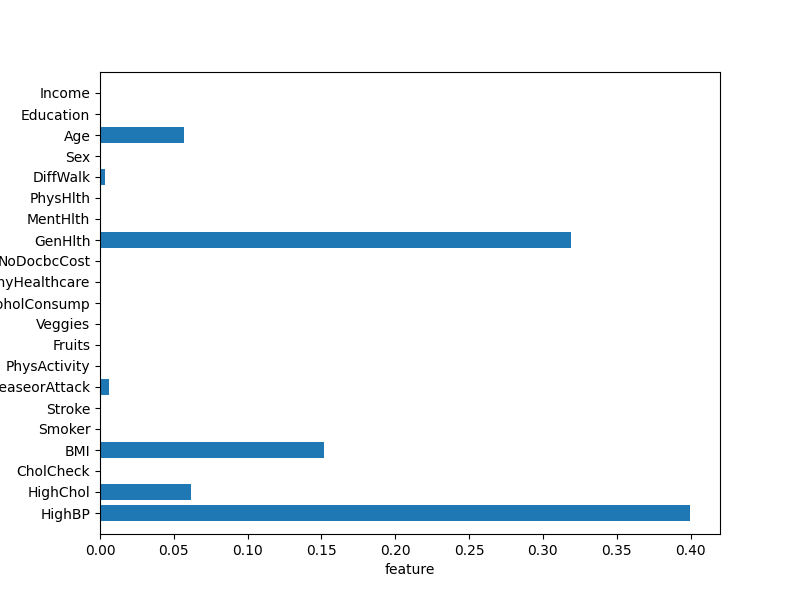 Income
Education
Age
Sex
DiffWalk
PhysHlth
MentHlth
GenHlth
NoDocbcCost
nyHealthcare
oholConsump
Veggies
Fruits
PhysActivity
easeorAttack
Stroke
Smoker
BMI
CholCheck
HighChol
HighBP
0.00 0.05 0.10 0.15 0.20 0.25 0.30 0.35 0.40
feature